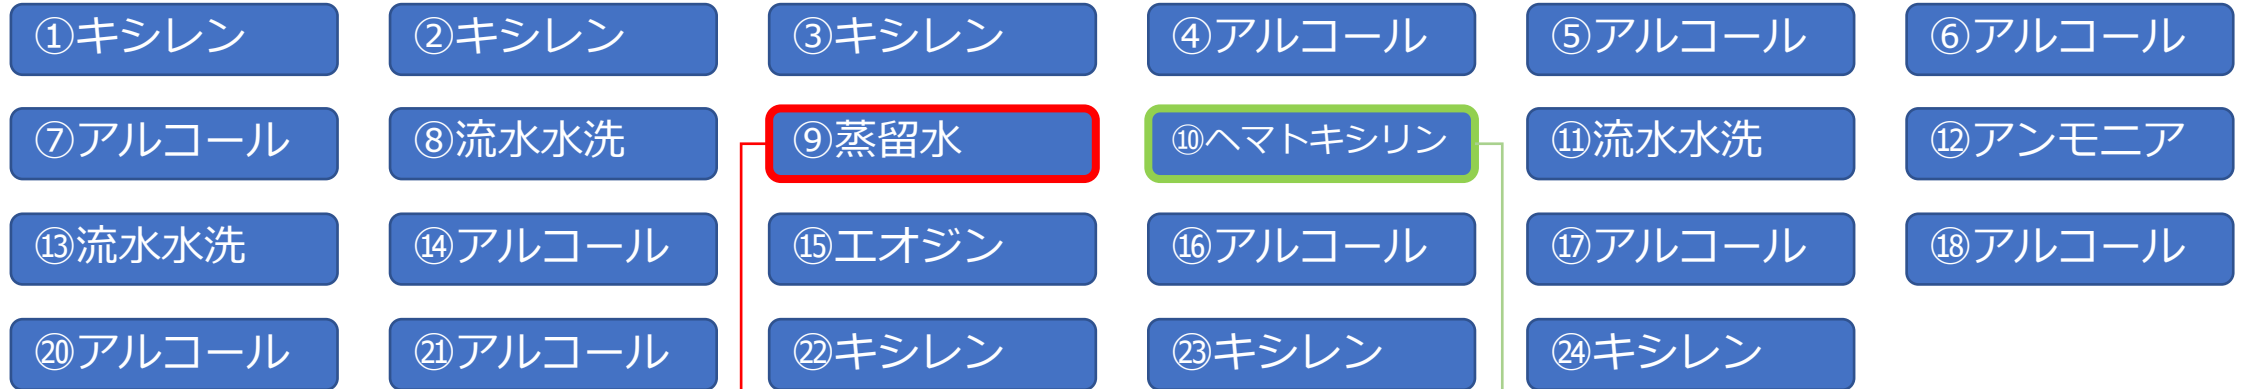 ①キシレン
②キシレン
③キシレン
④アルコール
⑤アルコール
⑥アルコール
⑦アルコール
⑧流水水洗
⑨蒸留水
⑩ヘマトキシリン
⑪流水水洗
⑫アンモニア
⑬流水水洗
⑭アルコール
⑮エオジン
⑯アルコール
⑰アルコール
⑱アルコール
⑳アルコール
㉑アルコール
㉒キシレン
㉓キシレン
㉔キシレン